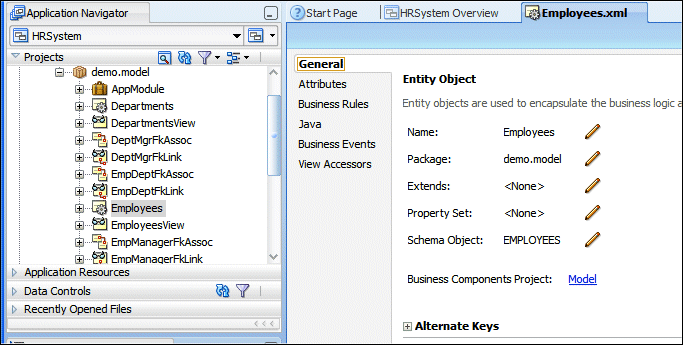 Application Navigator
HRSystem
Projects
demo.model
AppModule
Departments
DepartmentsView
DeptMgrFkAssoc
DeptMgrFkLink
EmpDeptFkAssoc
EmpDeptFkLink
Employees
EmployeesView
EmpManagerFkAssoc
EmpManagerFkLink
Application Resources
Data Controls
Recently Opened Files
Start Page
HRSystem Overview
Employees.xml
General
Attributes
Business Rules
Java
Business Events
View Accessors
Entity Object
Entity objects are used to encapsulate the business logic a
Name: Employees
Package: demo.model
Extends: <None>
Property Set: <None>
Schema Object: EMPLOYEES
Business Components Project: Model
Alternate Keys